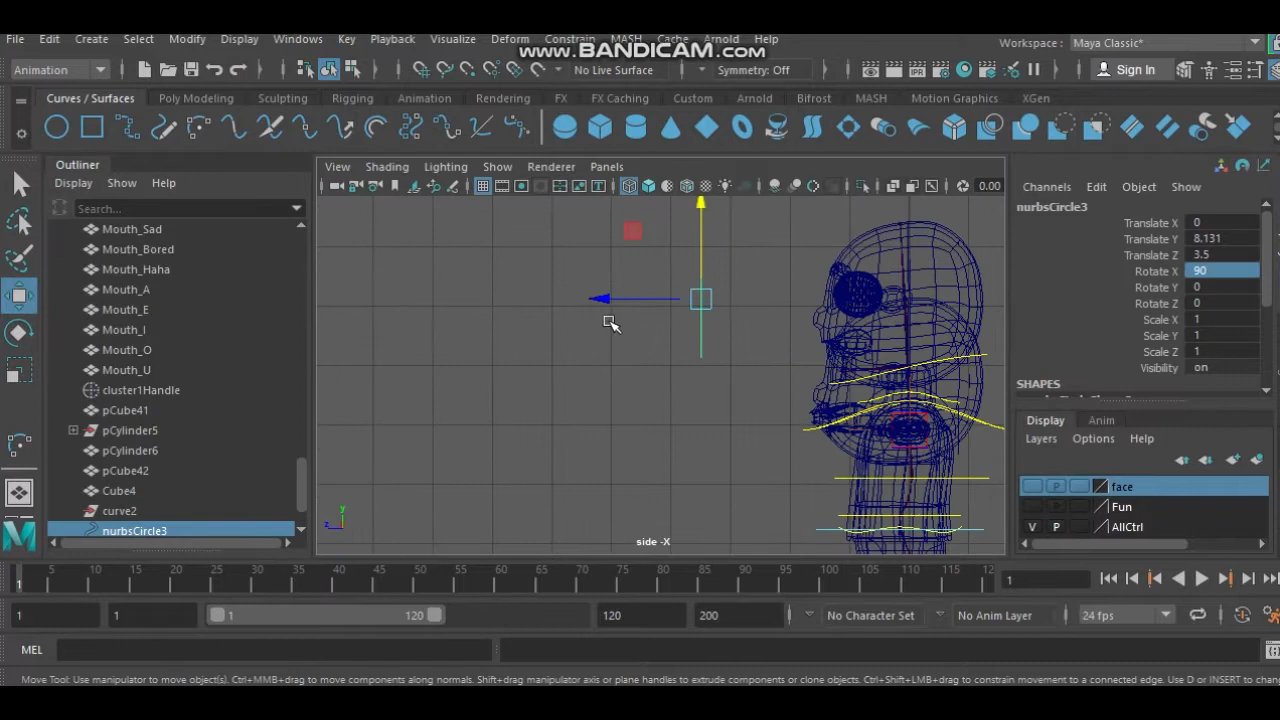 File Edit Create Select Modify Display Windows Key Playback Visualize Deform Constrain MASH Cache Arnold Help
www.BANDICAM.com
Workspace : Maya Classic*
Animation
No Live Surface
Symmetry: Off
Sign In
Curves / Surfaces Poly Modeling Sculpting Rigging Animation Rendering FX FX Caching Custom Arnold Bifrost MASH Motion Graphics XGen
Outliner
Display Show Help
Search...
Mouth_Sad
Mouth_Bored
Mouth_Haha
Mouth_A
Mouth_E
Mouth_I
Mouth_O
Mouth_U
cluster1Handle
pCube41
pCylinder5
pCylinder6
pCube42
Cube4
curve2
nurbsCircle3
View Shading Lighting Show Renderer Panels
0.00
y
z
side -X
Channels Edit Object Show
nurbsCircle3
Translate X 0
Translate Y 8.131
Translate Z 3.5
Rotate X 90
Rotate Y 0
Rotate Z 0
Scale X 1
Scale Y 1
Scale Z 1
Visibility on
SHAPES
Display Anim
Layers Options Help
P face
Fun
V P AllCtrl
5 10 15 20 25 30 35 40 45 50 55 60 65 70 75 80 85 90 95 100 105 110 115 12
1
1
1 1 1 120 120 200 No Character Set No Anim Layer 24 fps
MEL
Move Tool: Use manipulator to move object(s). Ctrl+MMB+drag to move components along normals. Shift+drag manipulator axis or plane handles to extrude components or clone objects. Ctrl+Shift+LMB+drag to constrain movement to a connected edge. Use D or INSERT to cha